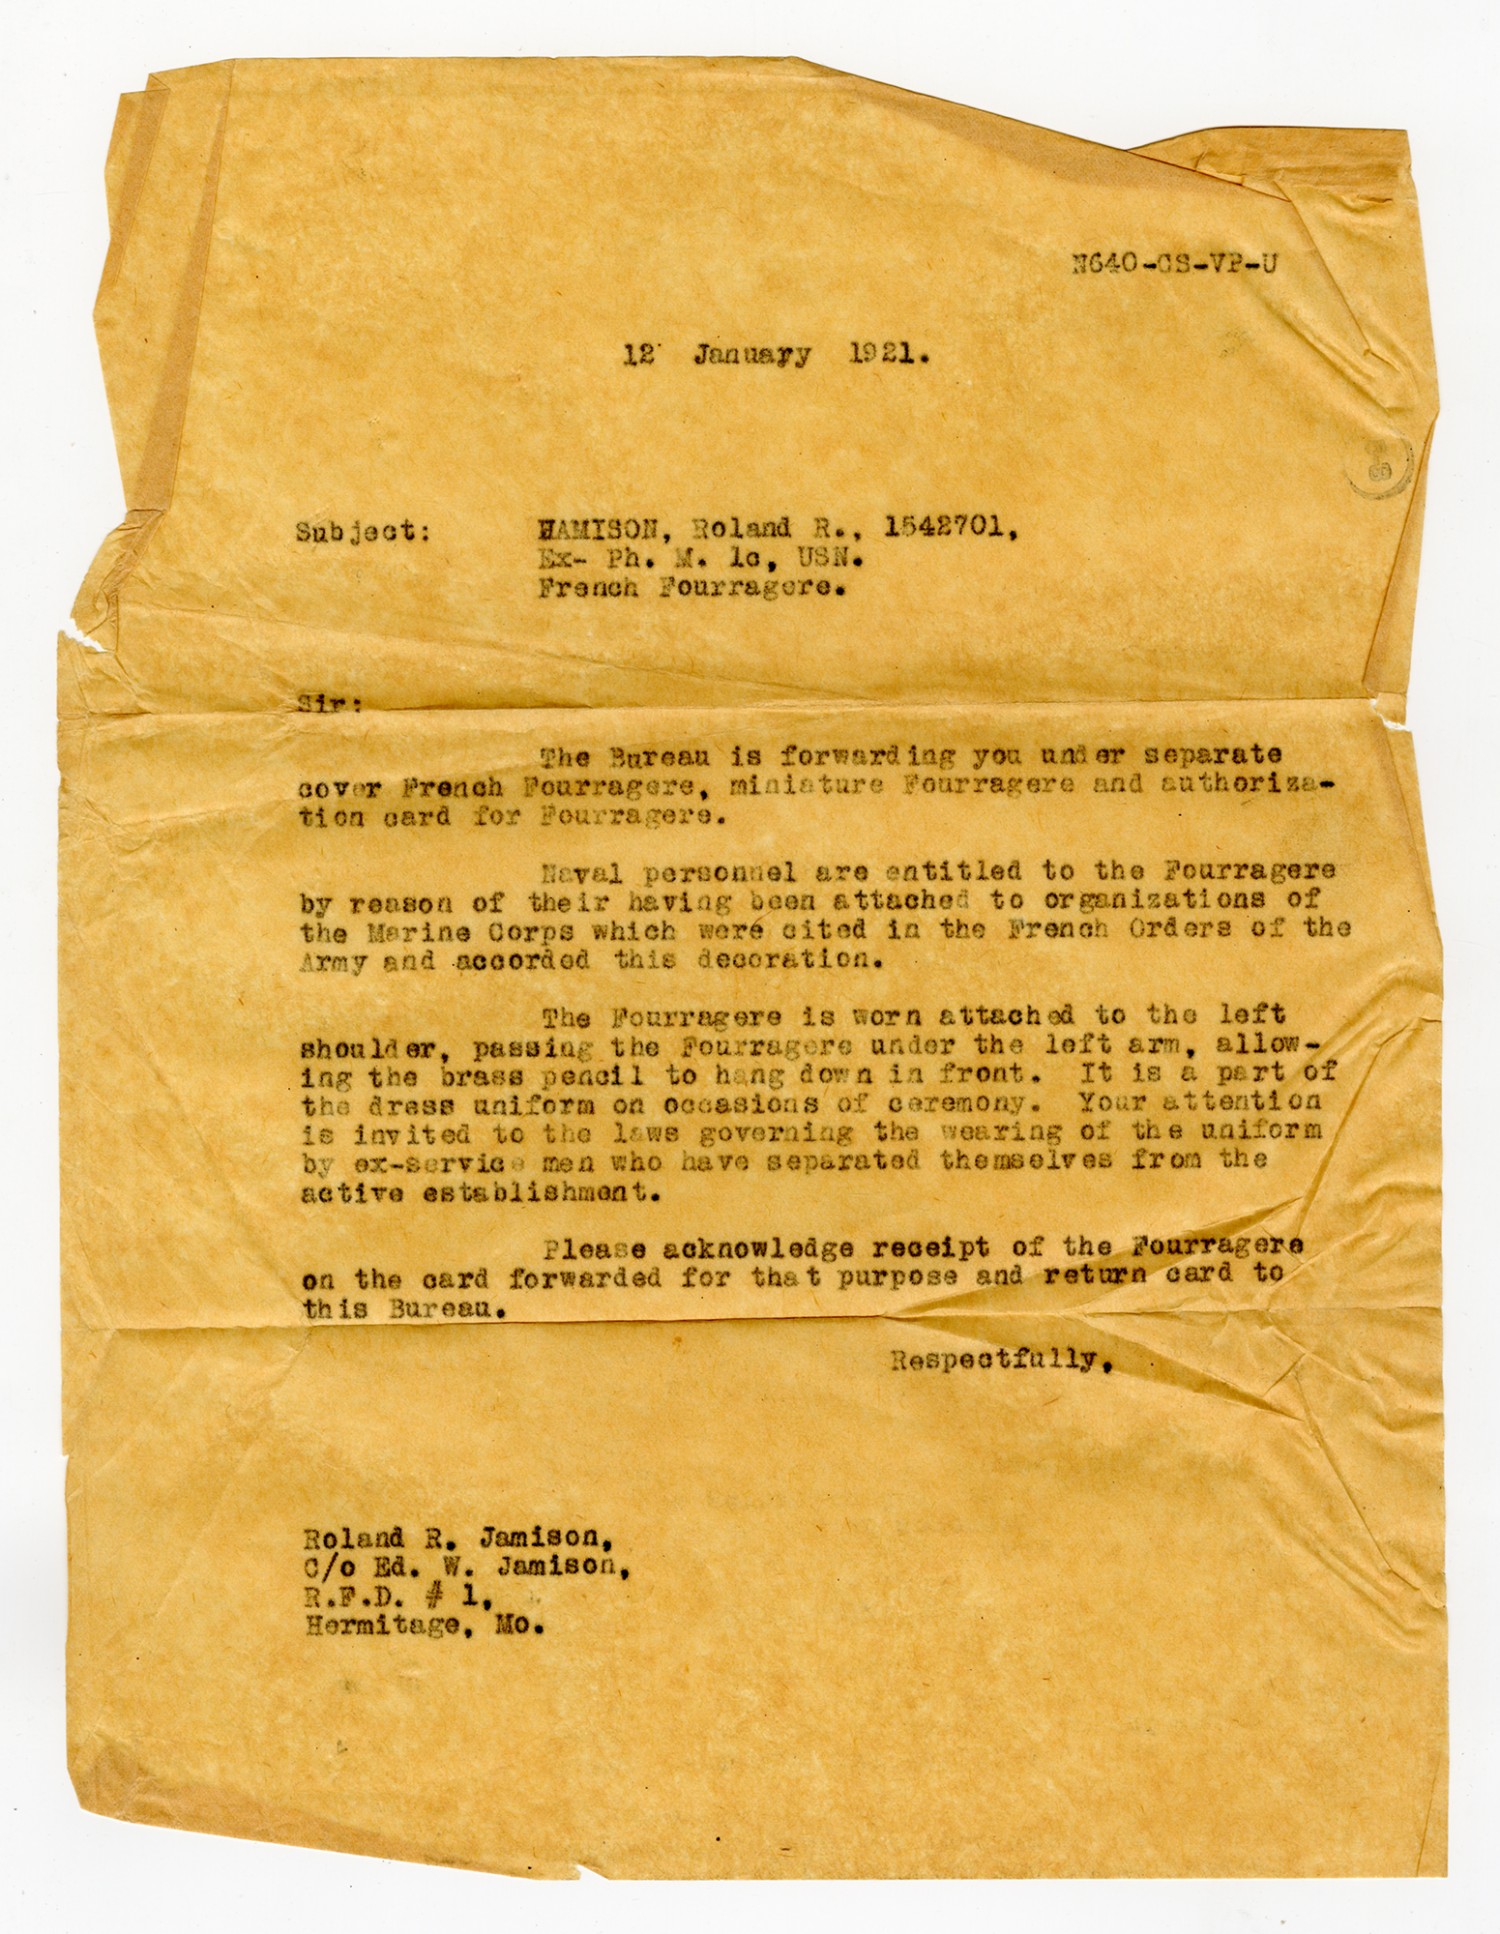 N640-CS-VP-U
12 January 1921.
Subject: HAMISON, Roland R., 1542701,
Ex- Ph. M. 1c, USN.
French Fourragere.
Sir:
The Bureau is forwarding you under separate
cover French Fourragere, miniature Fourragere and authoriza-
tion card for Fourragere.
Naval personnel are entitled to the Fourragere
by reason of their having been attached to organizations of
the Marine Corps which were cited in the French Orders of the
Army and accorded this decoration.
The Fourragere is worn attached to the left
shoulder, passing the Fourragere under the left arm, allow-
ing the brass pencil to hang down in front. It is a part of
the dress uniform on occasions of ceremony. Your attention
is invited to the laws governing the wearing of the uniform
by ex-service men who have separated themselves from the
active establishment.
Please acknowledge receipt of the Fourragere
on the card forwarded for that purpose and return card to
this Bureau.
Respectfully,
Roland R. Jamison,
C/o Ed. W. Jamison,
R.F.D. # 1,
Hermitage, Mo.